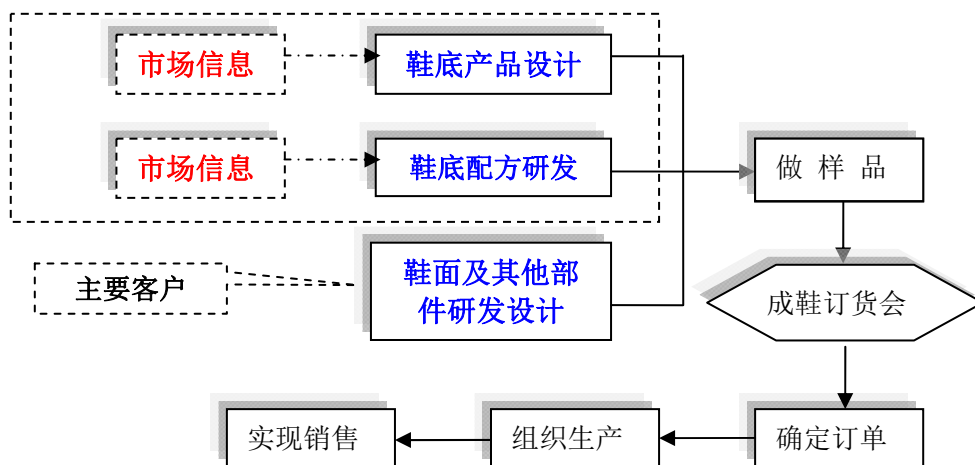 市场信息
鞋底产品设计
市场信息
鞋底配方研发
做 样 品
主要客户
鞋面及其他部
件研发设计
成鞋订货会
实现销售
组织生产
确定订单